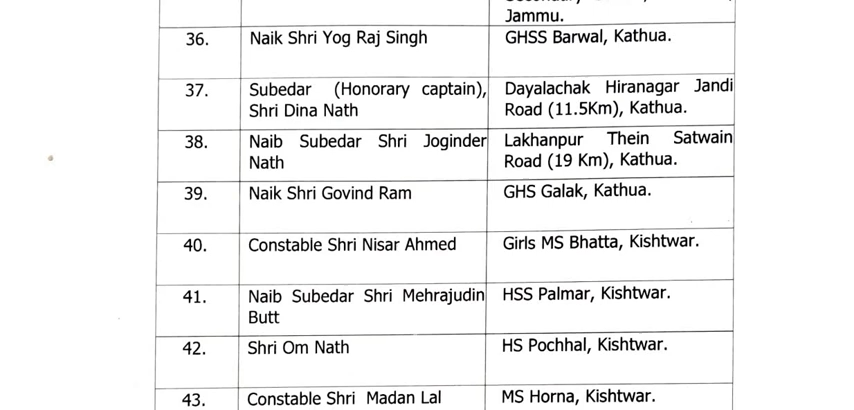 Jammu.
36. Naik Shri Yog Raj Singh GHSS Barwal, Kathua.
37. Subedar (Honorary captain), Dayalachak Hiranagar Jandi
Shri Dina Nath Road (11.5Km), Kathua.
38. Naib Subedar Shri Joginder Lakhanpur Thein Satwain
Nath Road (19 Km), Kathua.
39. Naik Shri Govind Ram GHS Galak, Kathua.
40. Constable Shri Nisar Ahmed Girls MS Bhatta, Kishtwar.
41. Naib Subedar Shri Mehrajudin HSS Palmar, Kishtwar.
Butt
42. Shri Om Nath HS Pochhal, Kishtwar.
43. Constable Shri Madan Lal MS Horna, Kishtwar.